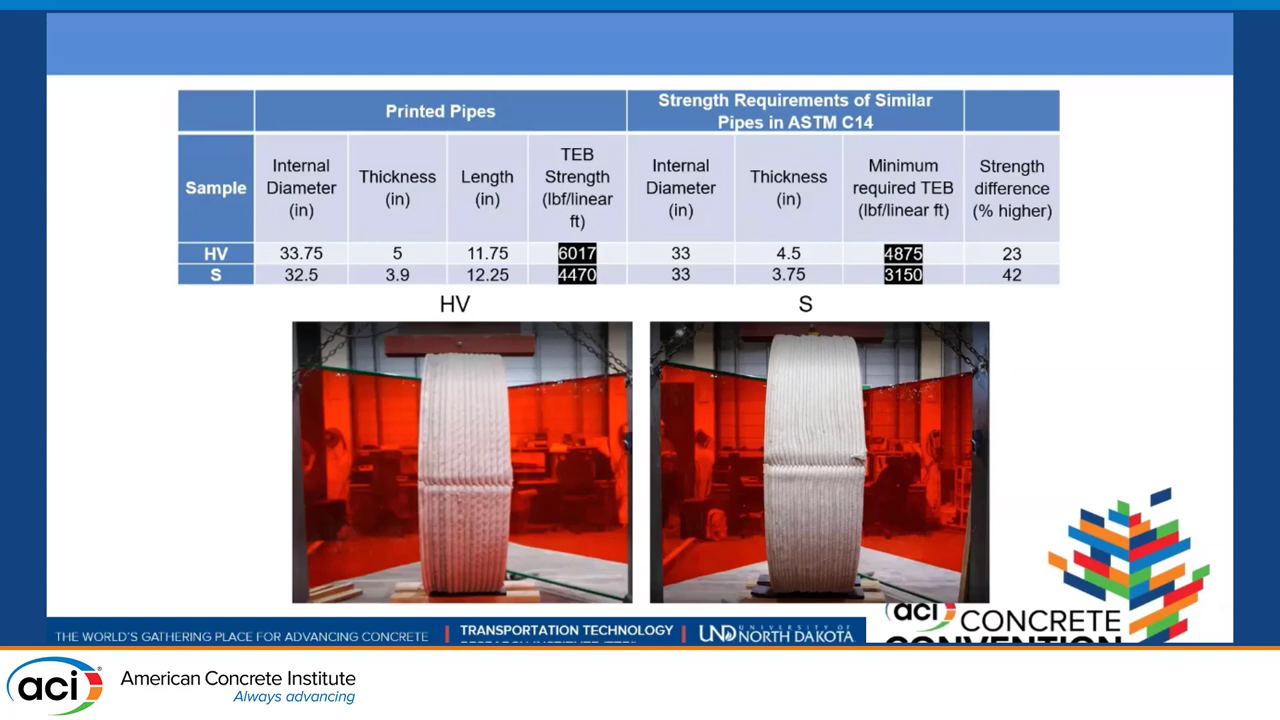 Printed Pipes
Strength Requirements of Similar
Pipes in ASTM C14
Sample
Internal
Diameter
(in)
Thickness
(in)
Length
(in)
TEB
Strength
(lbf/linear
ft)
Internal
Diameter
(in)
Thickness
(in)
Minimum
required TEB
(lbf/linear ft)
Strength
difference
(% higher)
HV 33.75 5 11.75 6017 33 4.5 4875 23
S 32.5 3.9 12.25 4470 33 3.75 3150 42
HV
S
THE WORLD'S GATHERING PLACE FOR ADVANCING CONCRETE
TRANSPORTATION TECHNOLOGY
UND UNIVERSITY OF
NORTH DAKOTA
aci CONCRETE
CONVENTION
aci® American Concrete Institute
Always advancing